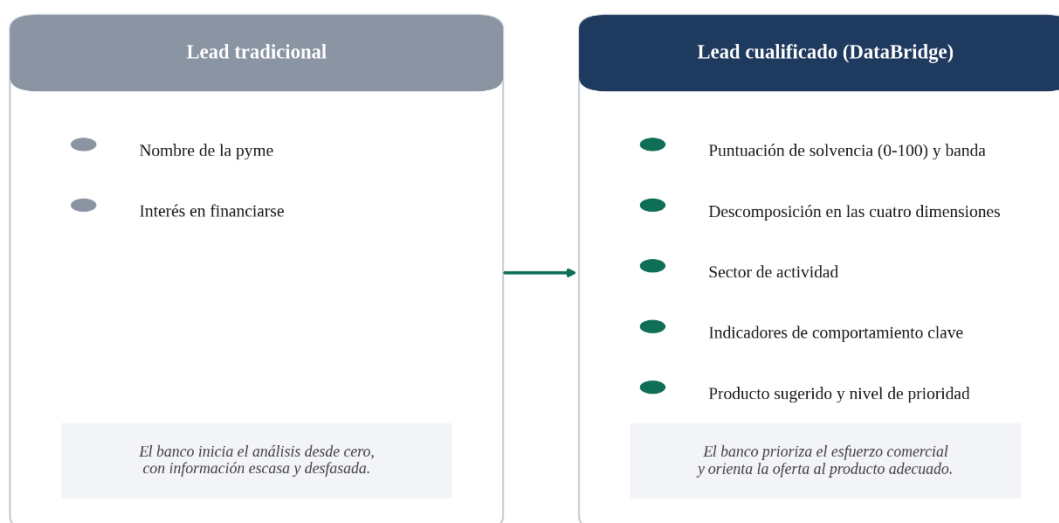 Lead tradicional
Nombre de la pyme
Interés en financiarse
El banco inicia el análisis desde cero,
con información escasa y desfasada.
Lead cualificado (DataBridge)
Puntuación de solvencia (0-100) y banda
Descomposición en las cuatro dimensiones
Sector de actividad
Indicadores de comportamiento clave
Producto sugerido y nivel de prioridad
El banco prioriza el esfuerzo comercial
y orienta la oferta al producto adecuado.